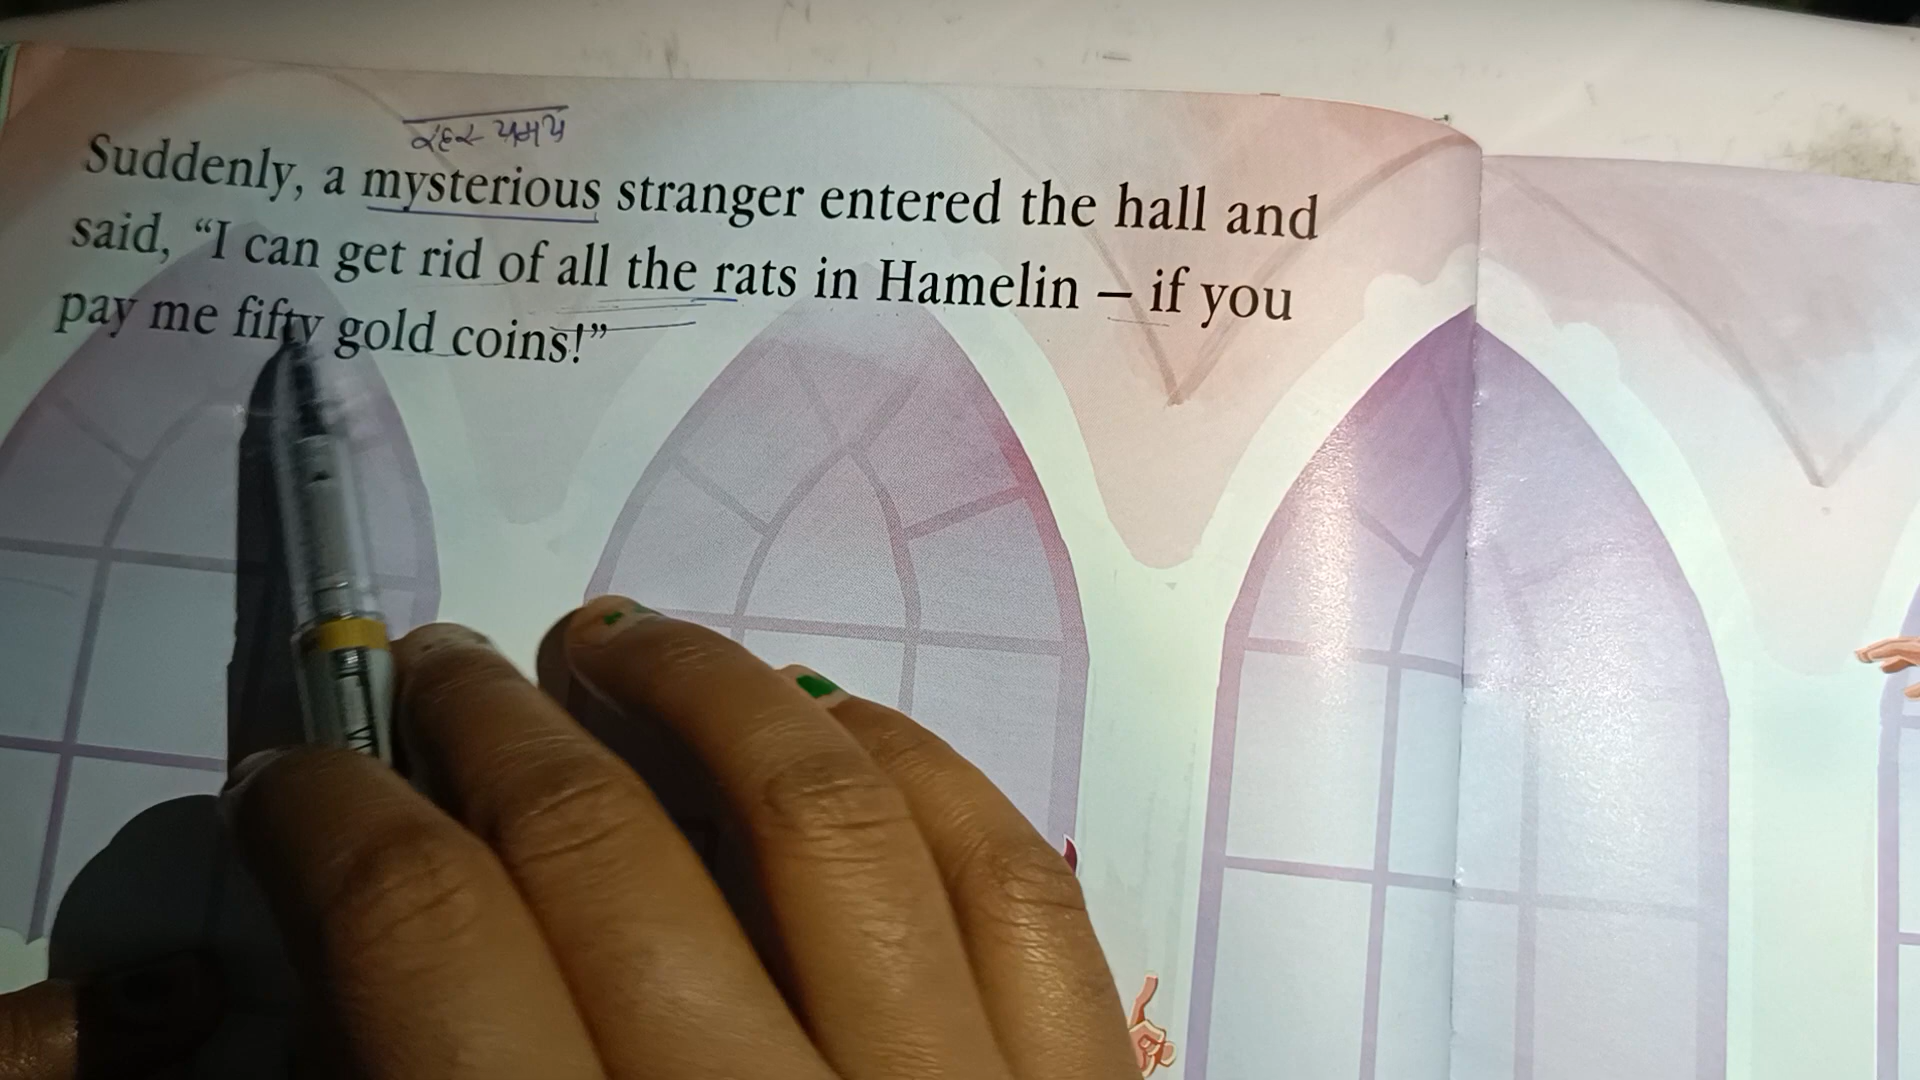 रहस्यमय
Suddenly, a mysterious stranger entered the hall and
said, “I can get rid of all the rats in Hamelin – if you
pay me fifty gold coins!”